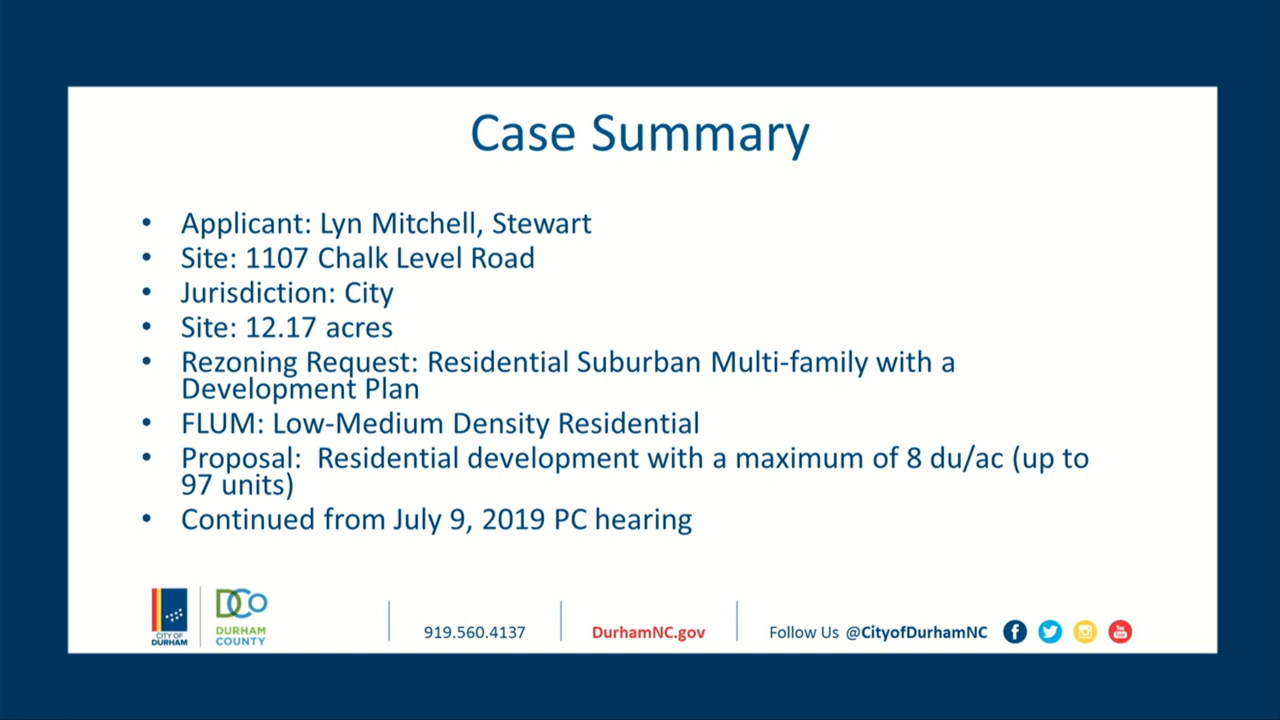 Case Summary
• Applicant: Lyn Mitchell, Stewart
• Site: 1107 Chalk Level Road
• Jurisdiction: City
• Site: 12.17 acres
• Rezoning Request: Residential Suburban Multi-family with a
Development Plan
• FLUM: Low-Medium Density Residential
• Proposal:  Residential development with a maximum of 8 du/ac (up to
97 units)
• Continued from July 9, 2019 PC hearing
CITY OF
DURHAM
DCo
DURHAM
COUNTY
919.560.4137
DurhamNC.gov
Follow Us @CityofDurhamNC